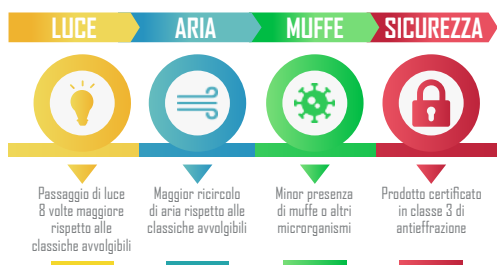 LUCE
ARIA
MUFFE
SICUREZZA
Passaggio di luce
8 volte maggiore
rispetto alle
classiche avvolgibili
Maggior ricircolo
di aria rispetto alle
classiche avvolgibili
Minor presenza
di muffe o altri
microrganismi
Prodotto certificato
in classe 3 di
antieffrazione